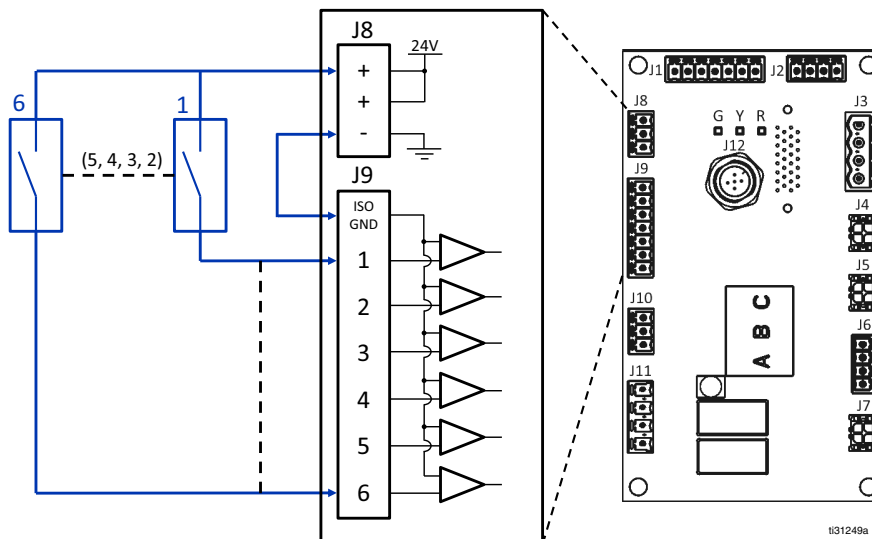 J8
24V
+
+
-
6
1
(5, 4, 3, 2)
J9
ISO
GND
1
2
3
4
5
6
J1
J2
J8
G Y R
J3
J12
J9
J4
J5
J10
A B C
J6
J11
J7
ti31249a